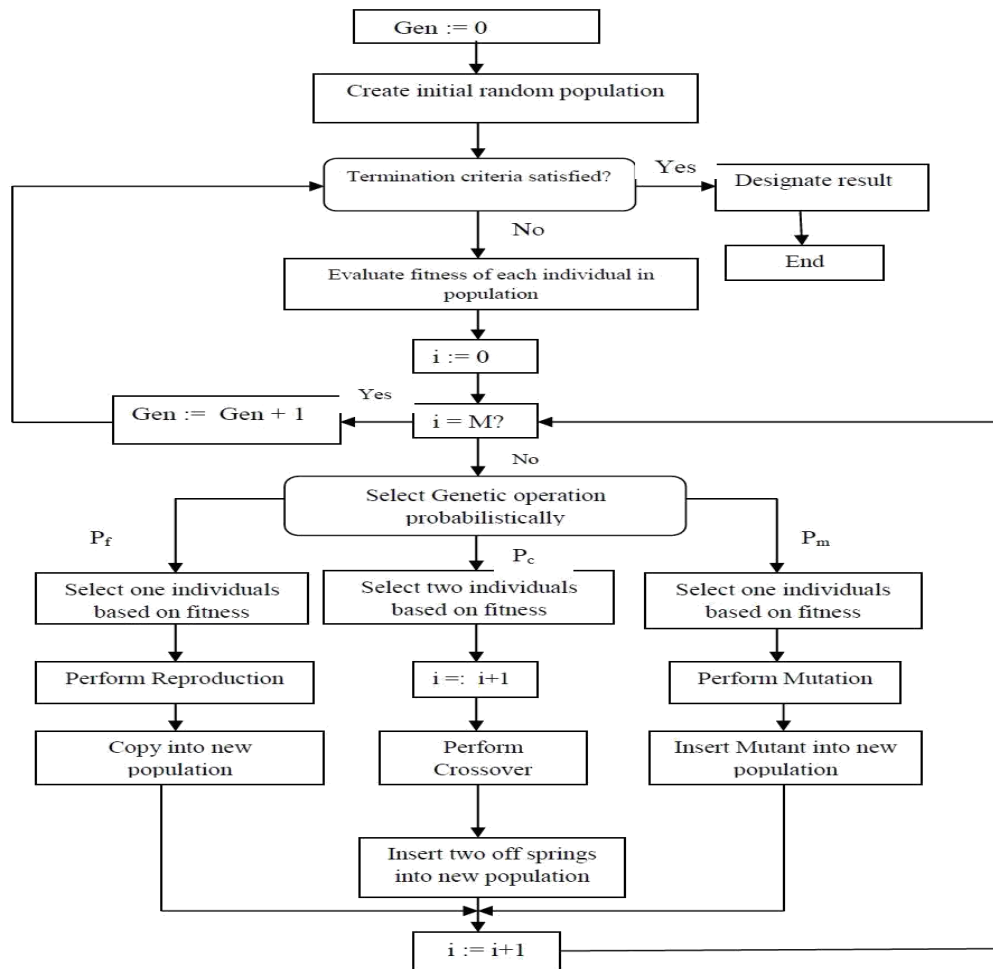 Gen := 0
Create initial random population
Termination criteria satisfied?
Yes
Designate result
No
End
Evaluate fitness of each individual in
population
i := 0
Yes
Gen := Gen + 1
i = M?
No
Select Genetic operation
probabilistically
Pf
Pc
Pm
Select one individuals
based on fitness
Select two individuals
based on fitness
Select one individuals
based on fitness
Perform Reproduction
i =: i+1
Perform Mutation
Copy into new
population
Perform
Crossover
Insert Mutant into new
population
Insert two off springs
into new population
i := i+1